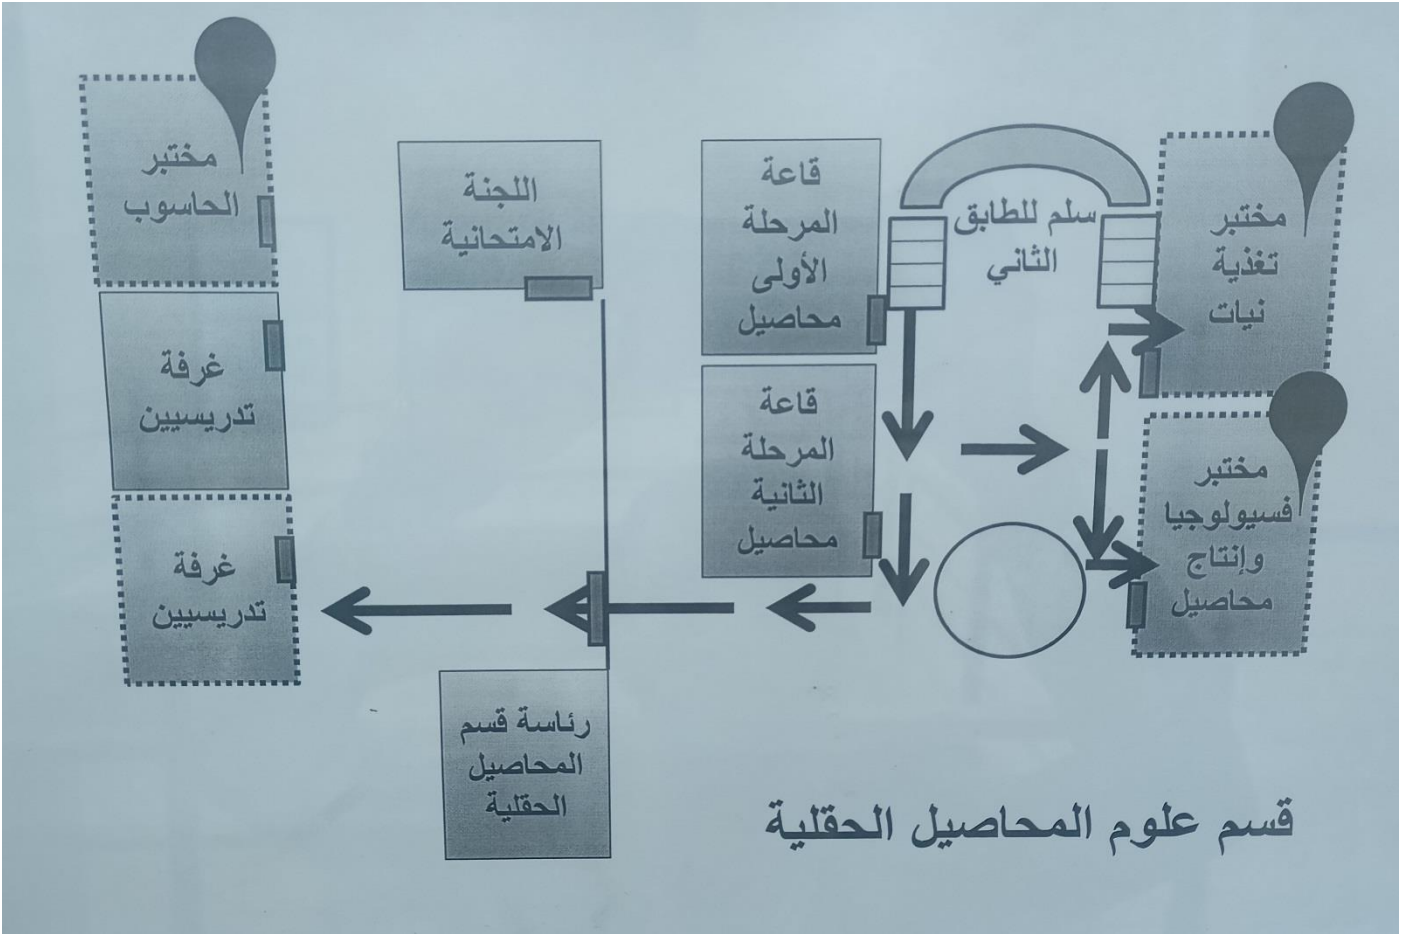 مختبر
تغذية
نبات
سلم للطابق
الثاني
قاعة
المرحلة
الأولى
محاصيل
اللجنة
الامتحانية
مختبر
الحاسوب
غرفة
تدريسيين
قاعة
المرحلة
الثانية
محاصيل
مختبر
فسيولوجيا
وإنتاج
محاصيل
غرفة
تدريسيين
رئاسة قسم
المحاصيل
الحقلية
قسم علوم المحاصيل الحقلية